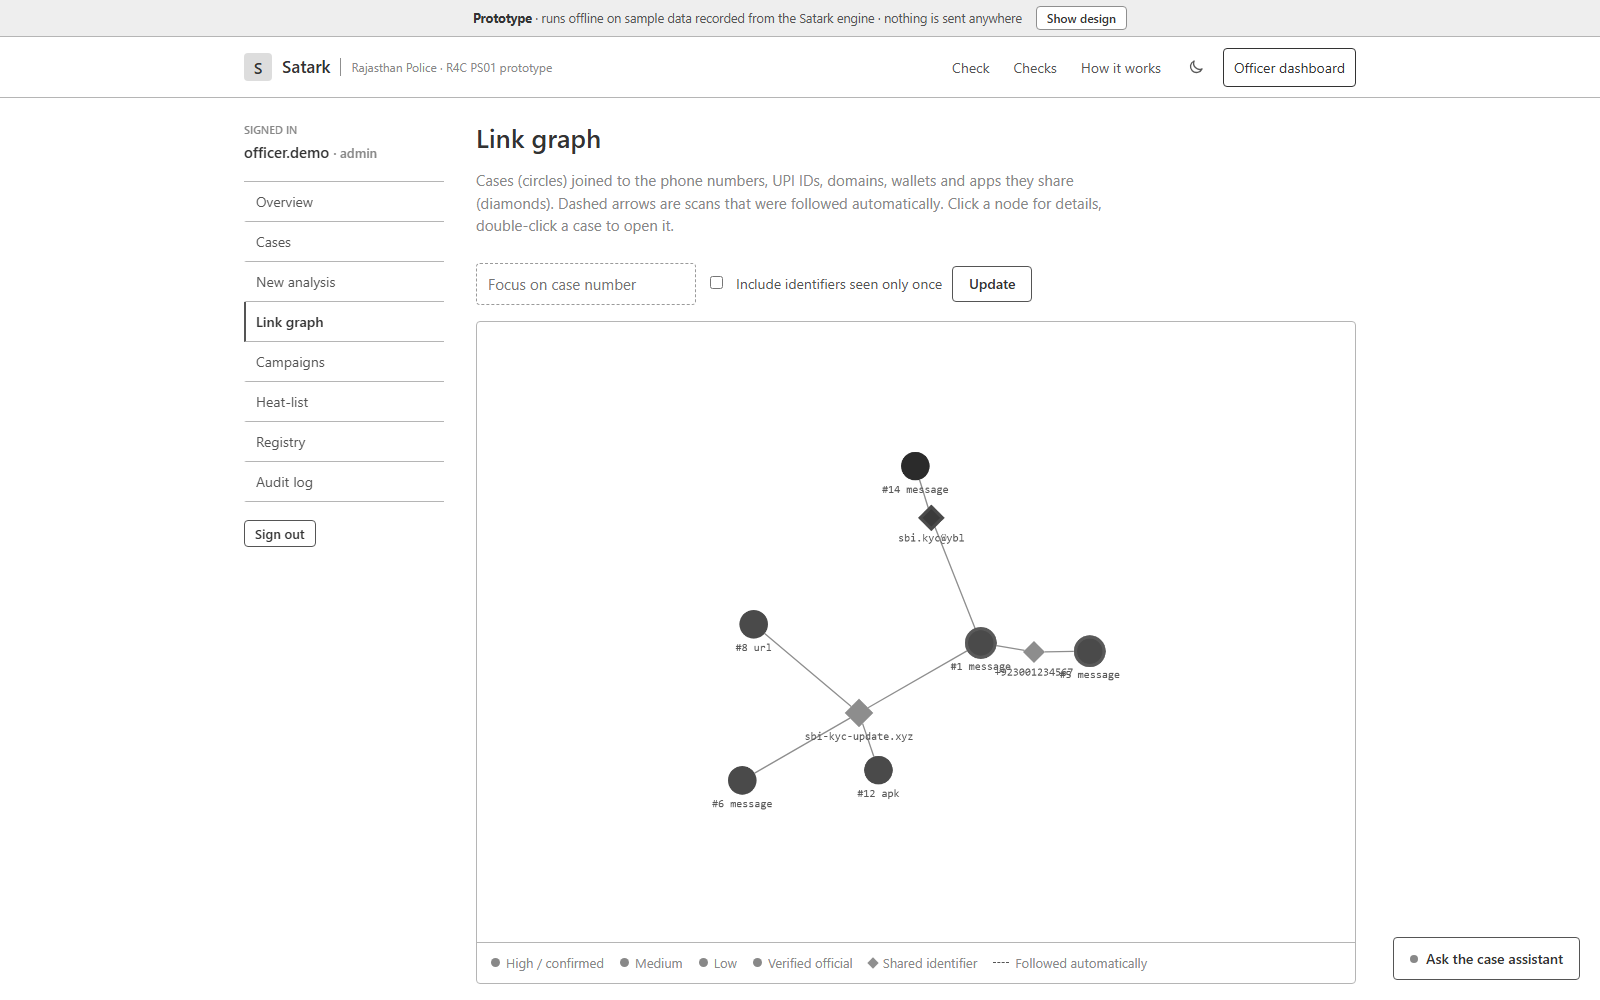 Prototype · runs offline on sample data recorded from the Satark engine · nothing is sent anywhere
Show design
S
Satark
Rajasthan Police · R4C PS01 prototype
Check
Checks
How it works
Officer dashboard
SIGNED IN
officer.demo · admin
Overview
Cases
New analysis
Link graph
Campaigns
Heat-list
Registry
Audit log
Sign out
Link graph
Cases (circles) joined to the phone numbers, UPI IDs, domains, wallets and apps they share
(diamonds). Dashed arrows are scans that were followed automatically. Click a node for details,
double-click a case to open it.
Focus on case number
Include identifiers seen only once
Update
#14 message
sbi.kyc@ybl
#8 url
#1 message
+923001234567
message
sbi-kyc-update.xyz
#6 message
#12 apk
High / confirmed
Medium
Low
Verified official
Shared identifier
Followed automatically
Ask the case assistant